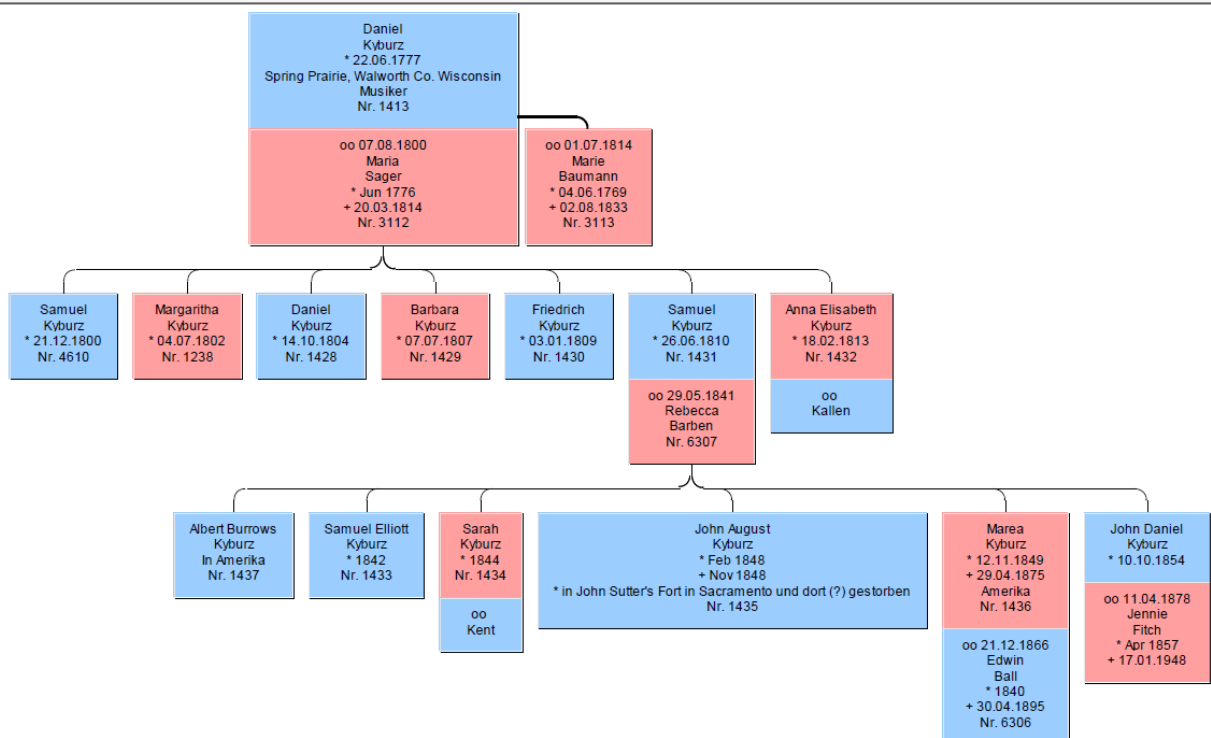 Daniel
Kyburz
* 22.06.1777
Spring Prairie, Walworth Co. Wisconsin
Musiker
Nr. 1413
oo 07.08.1800
Maria
Sager
* Jun 1776
+ 20.03.1814
Nr. 3112
oo 01.07.1814
Marie
Baumann
* 04.06.1769
+ 02.08.1833
Nr. 3113
Samuel
Kyburz
* 21.12.1800
Nr. 4610
Margaritha
Kyburz
* 04.07.1802
Nr. 1238
Daniel
Kyburz
* 14.10.1804
Nr. 1428
Barbara
Kyburz
* 07.07.1807
Nr. 1429
Friedrich
Kyburz
* 03.01.1809
Nr. 1430
Samuel
Kyburz
* 26.06.1810
Nr. 1431
oo 29.05.1841
Rebecca
Barben
Nr. 6307
Anna Elisabeth
Kyburz
* 18.02.1813
Nr. 1432
oo
Kallen
Albert Burrows
Kyburz
In Amerika
Nr. 1437
Samuel Elliott
Kyburz
* 1842
Nr. 1433
Sarah
Kyburz
* 1844
Nr. 1434
oo
Kent
John August
Kyburz
* Feb 1848
+ Nov 1848
* in John Sutter's Fort in Sacramento und dort (?) gestorben
Nr. 1435
Marea
Kyburz
* 12.11.1849
+ 29.04.1875
Amerika
Nr. 1436
oo 21.12.1866
Edwin
Ball
* 1840
+ 30.04.1895
Nr. 6306
John Daniel
Kyburz
* 10.10.1854
oo 11.04.1878
Jennie
Fitch
* Apr 1857
+ 17.01.1948